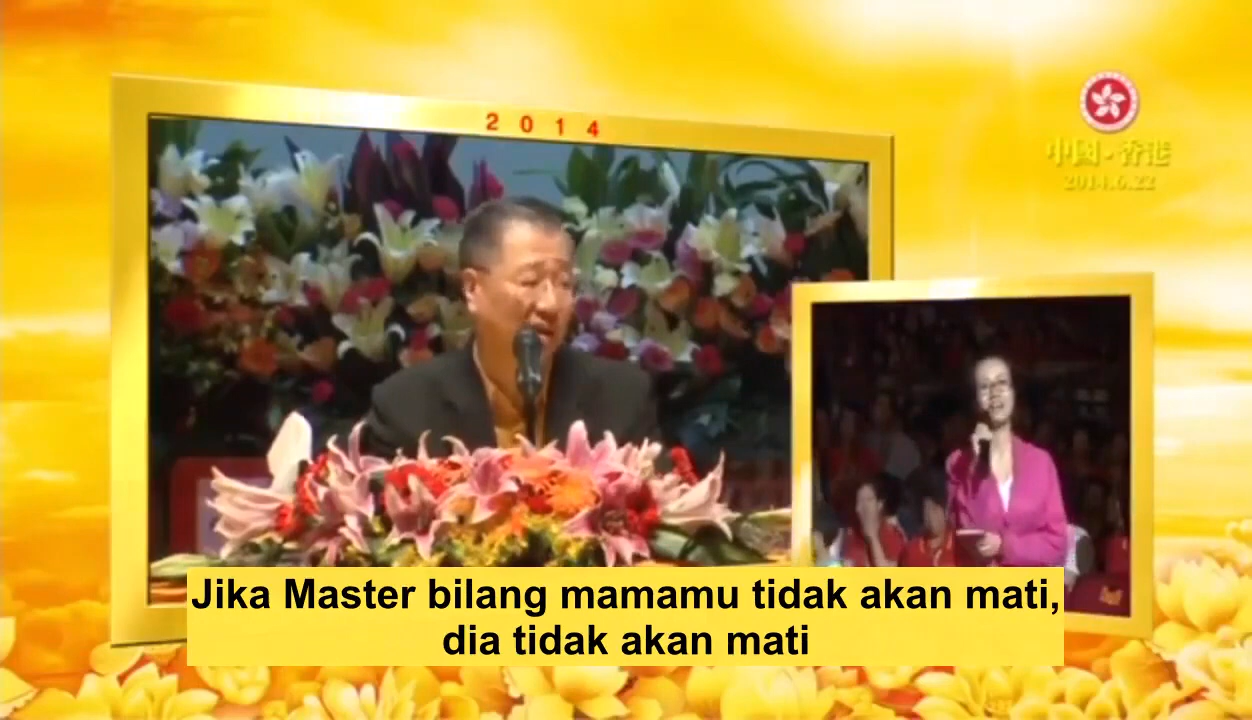 2 0 1 4
中國·香港
2014.6.22
Jika Master bilang mamamu tidak akan mati,
dia tidak akan mati